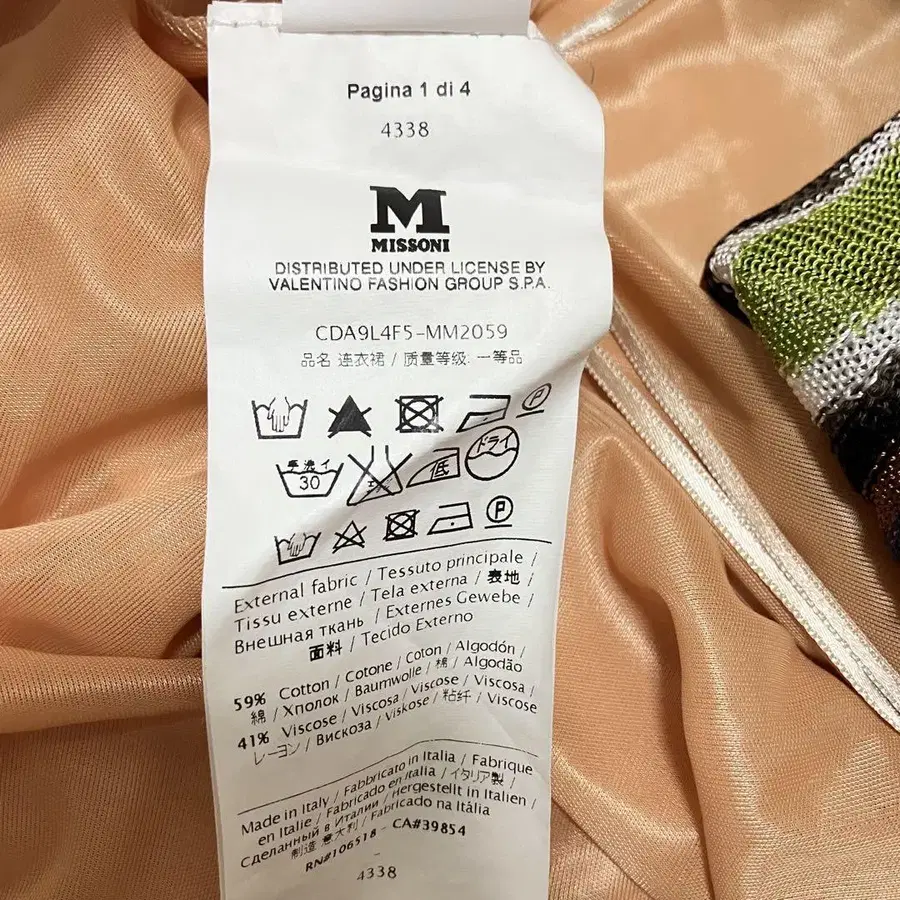 Pagina 1 di 4
4338
M
MISSONI
DISTRIBUTED UNDER LICENSE BY
VALENTINO FASHION GROUP S.P.A.
CDA9L4F5-MM2059
品名 连衣裙 / 质量等级: 一等品
P
手洗イ
30
エ
低
ドライ
P
External fabric / Tessuto principale /
Tissu externe / Tela externa / 表地 /
Внешная ткань / Externes Gewebe /
面料 / Tecido Externo
59% Cotton / Cotone / Coton / Algodón /
綿 / Хполок / Baumwolle / 棉 / Algodão
41% Viscose / Viscosa / Viscose / Viscosa /
レーヨン / Вискоза / Viskose / 粘纤 / Viscose
Made in Italy / Fabbricato in Italia / Fabrique
en Italie / Fabricado en Italia / イタリア製 /
Сделанный в Италии / Hergestellt in Italien /
制造 意大利 / Fabricado na Itàlia
RN#106518 - CA#39854
-
4338